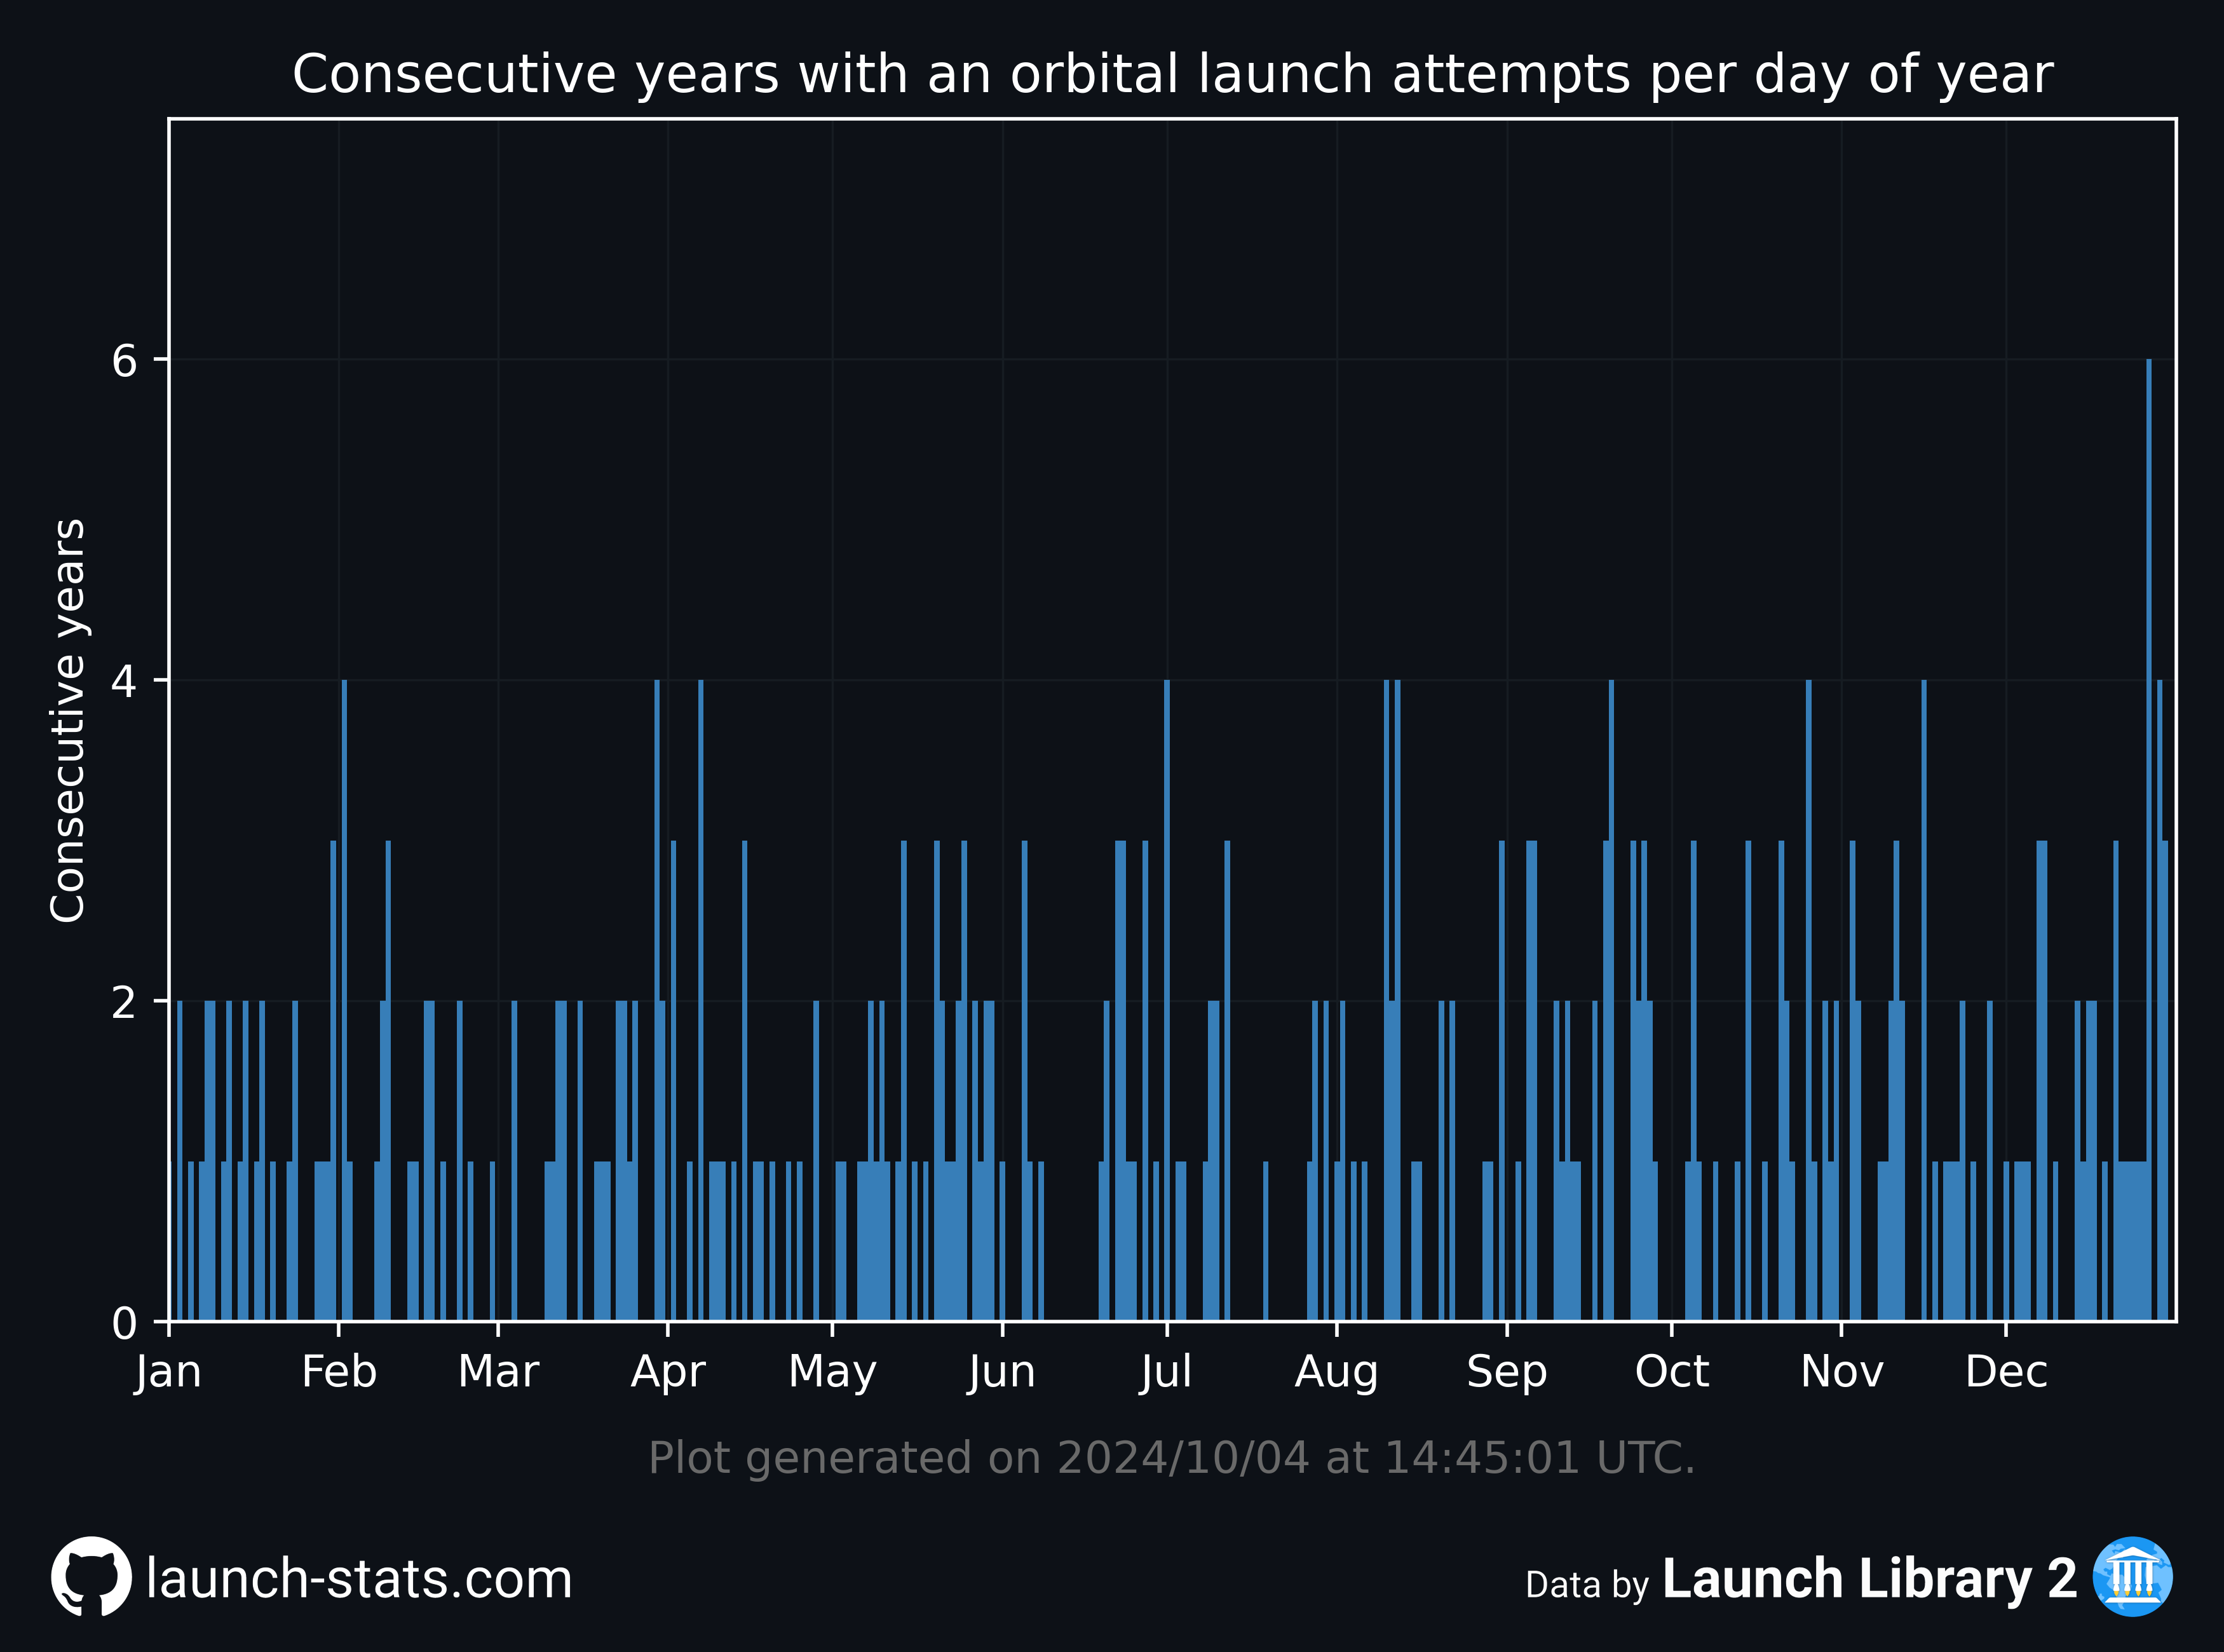 Consecutive years with an orbital launch attempts per day of year
Consecutive years
6
4
2
0
Jan Feb Mar Apr May Jun Jul Aug Sep Oct Nov Dec
Plot generated on 2024/10/04 at 14:45:01 UTC.
launch-stats.com
Data by Launch Library 2